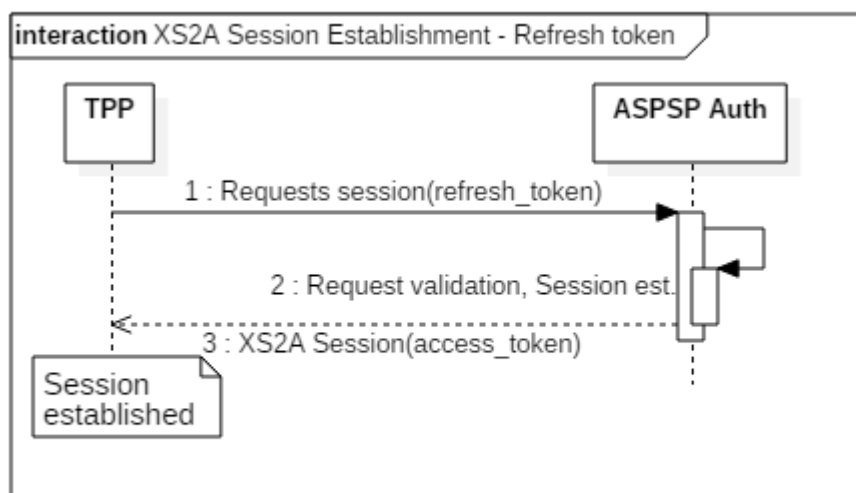 interaction XS2A Session Establishment - Refresh token
TPP
ASPSP Auth
1 : Requests session(refresh_token)
2 : Request validation, Session est.
3 : XS2A Session(access_token)
Session
established